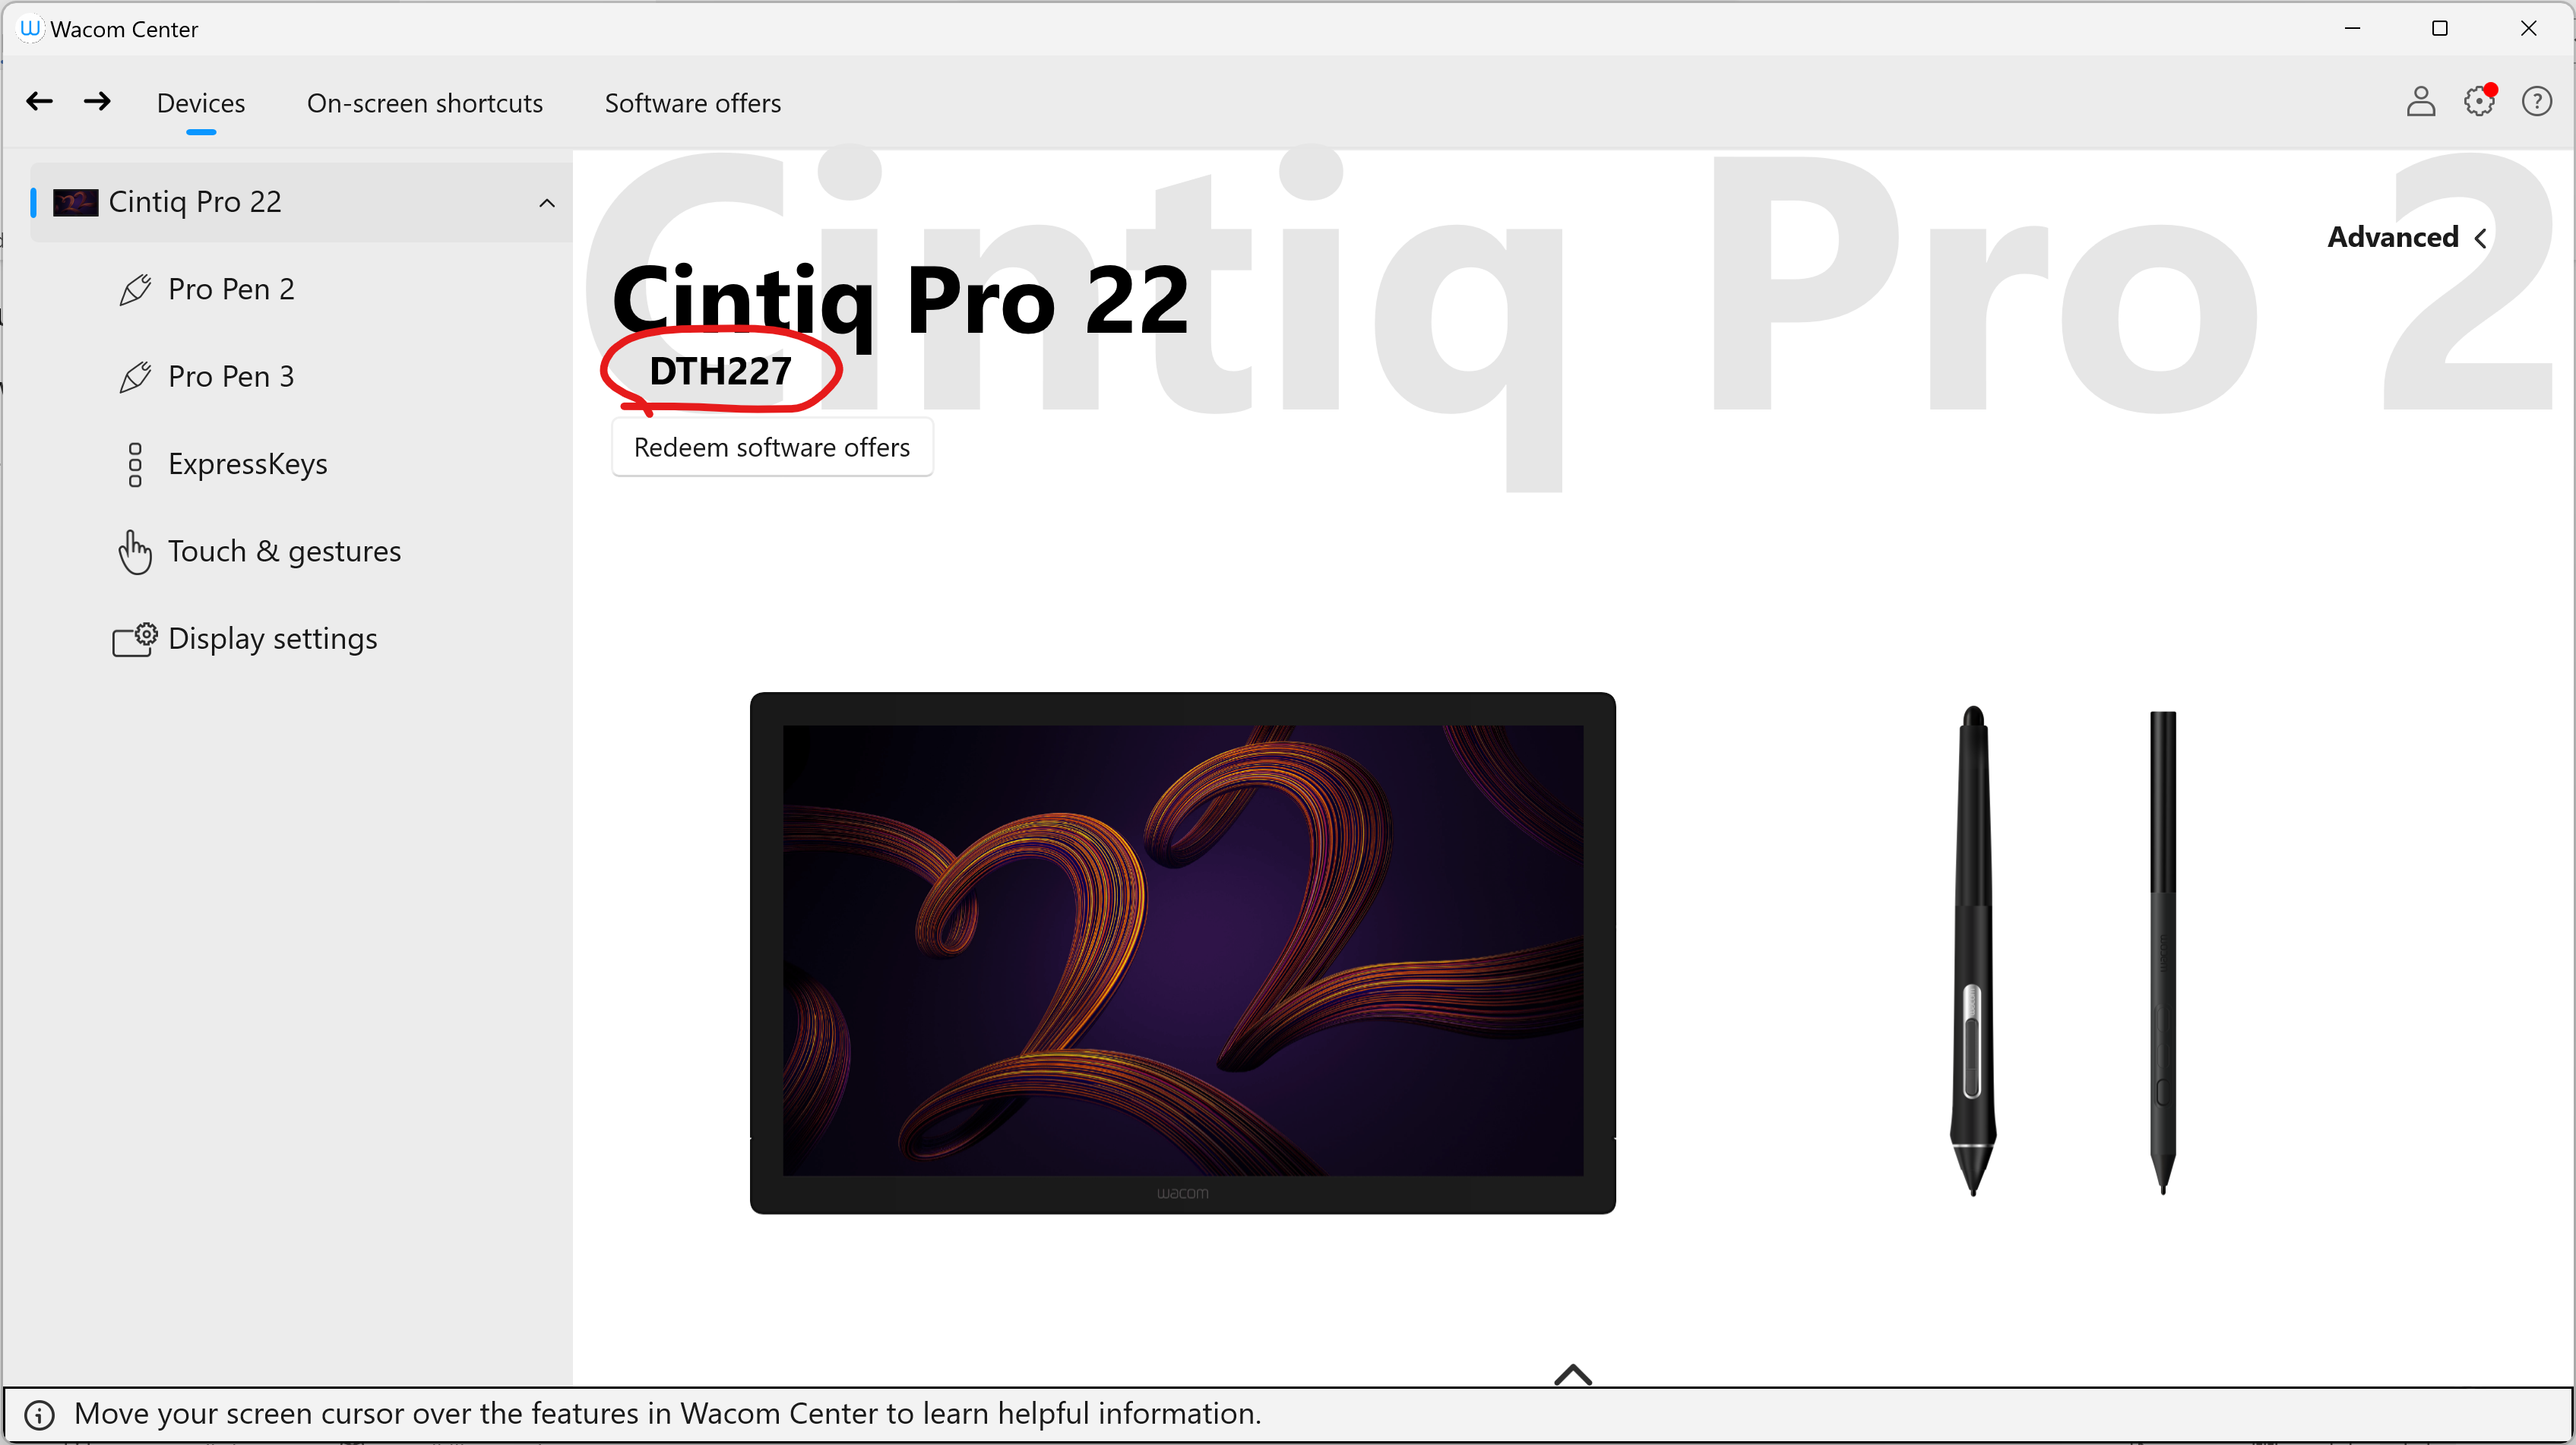 Wacom Center
Devices
On-screen shortcuts
Software offers
Cintiq Pro 22
Pro Pen 2
Pro Pen 3
ExpressKeys
Touch & gestures
Display settings
Cintiq Pro 2
Advanced
Cintiq Pro 22
DTH227
Redeem software offers
22
wacom
Move your screen cursor over the features in Wacom Center to learn helpful information.